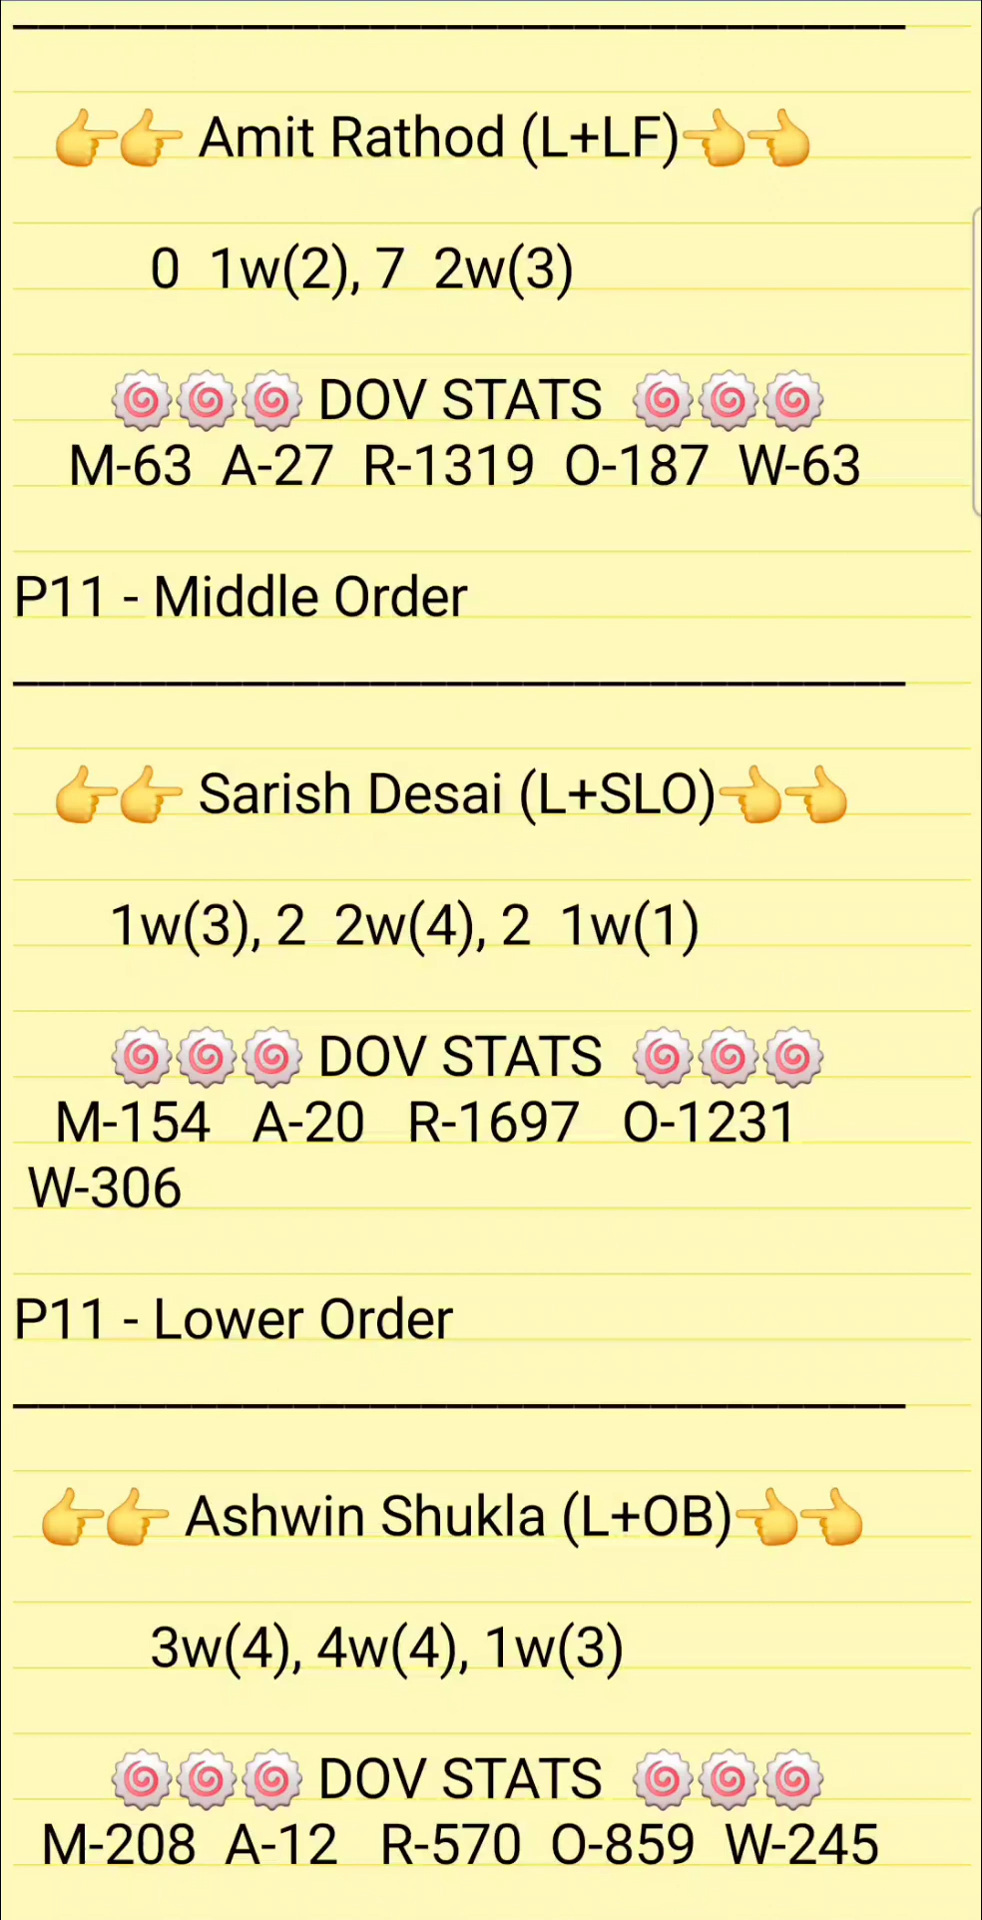 👉👉 Amit Rathod (L+LF)👈👈
0 1w(2), 7 2w(3)
🍥🍥🍥 DOV STATS 🍥🍥🍥
M-63 A-27 R-1319 O-187 W-63
P11 - Middle Order
👉👉 Sarish Desai (L+SLO)👈👈
1w(3), 2 2w(4), 2 1w(1)
🍥🍥🍥 DOV STATS 🍥🍥🍥
M-154 A-20 R-1697 O-1231
W-306
P11 - Lower Order
👉👉 Ashwin Shukla (L+OB)👈👈
3w(4), 4w(4), 1w(3)
🍥🍥🍥 DOV STATS 🍥🍥🍥
M-208 A-12 R-570 O-859 W-245